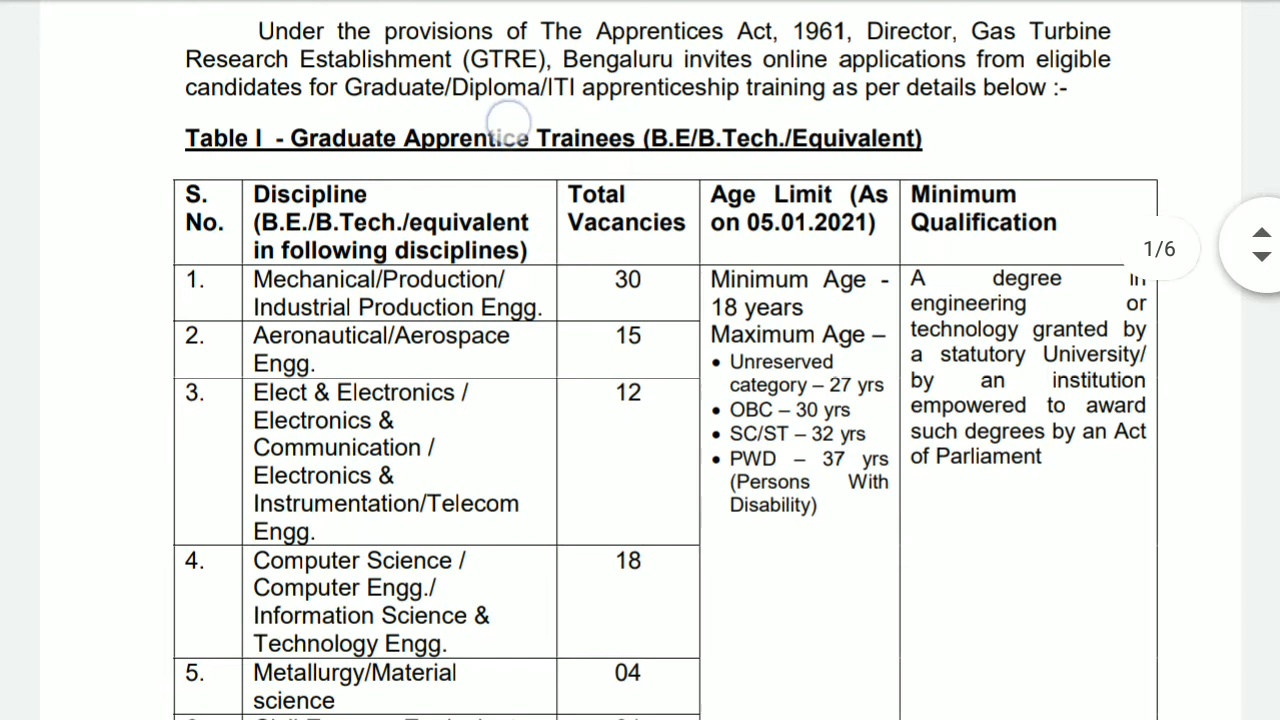 Under the provisions of The Apprentices Act, 1961, Director, Gas Turbine
Research Establishment (GTRE), Bengaluru invites online applications from eligible
candidates for Graduate/Diploma/ITI apprenticeship training as per details below :-
Table I - Graduate Apprentice Trainees (B.E/B.Tech./Equivalent)
S. No.
Discipline
(B.E./B.Tech./equivalent
in following disciplines)
Total
Vacancies
Age Limit (As
on 05.01.2021)
Minimum
Qualification
1/6
1.
Mechanical/Production/
Industrial Production Engg.
30
Minimum Age -
18 years
Maximum Age –
• Unreserved
category – 27 yrs
• OBC – 30 yrs
• SC/ST – 32 yrs
• PWD – 37 yrs
(Persons With
Disability)
A degree in
engineering or
technology granted by
a statutory University/
by an institution
empowered to award
such degrees by an Act
of Parliament
2.
Aeronautical/Aerospace
Engg.
15
3.
Elect & Electronics /
Electronics &
Communication /
Electronics &
Instrumentation/Telecom
Engg.
12
4.
Computer Science /
Computer Engg./
Information Science &
Technology Engg.
18
5.
Metallurgy/Material
science
04